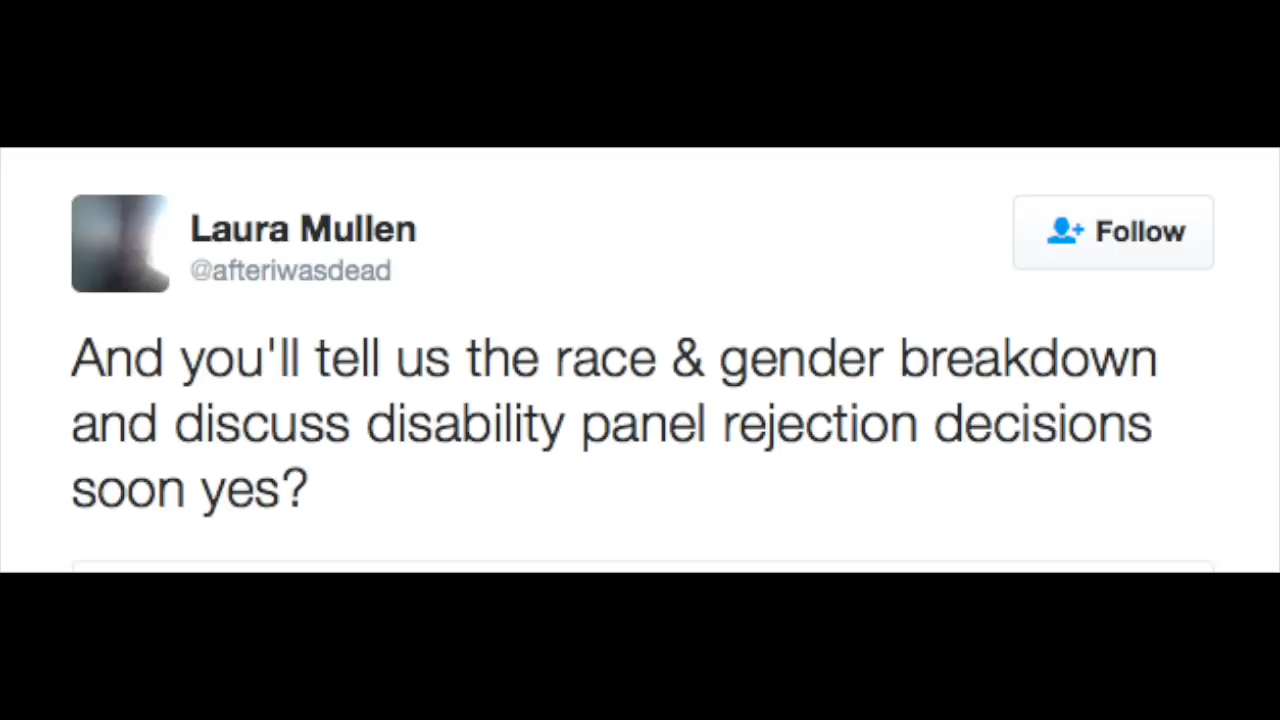 Laura Mullen
@afteriwasdead
Follow
And you'll tell us the race & gender breakdown
and discuss disability panel rejection decisions
soon yes?